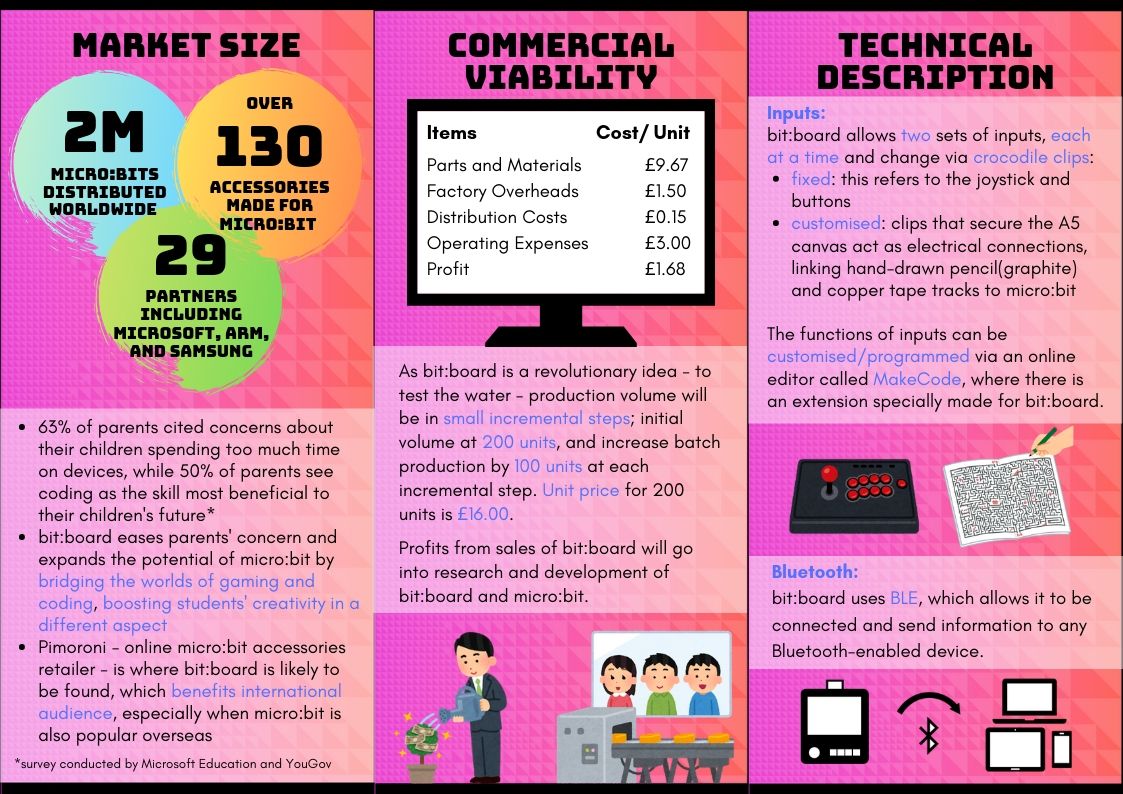 MARKET SIZE
2M
MICRO:BITS
DISTRIBUTED
WORLDWIDE
OVER
130
ACCESSORIES
MADE FOR
MICRO:BIT
29
PARTNERS
INCLUDING
MICROSOFT, ARM,
AND SAMSUNG
• 63% of parents cited concerns about
their children spending too much time
on devices, while 50% of parents see
coding as the skill most beneficial to
their children's future*
• bit:board eases parents' concern and
expands the potential of micro:bit by
bridging the worlds of gaming and
coding, boosting students' creativity in a
different aspect
• Pimoroni - online micro:bit accessories
retailer - is where bit:board is likely to
be found, which benefits international
audience, especially when micro:bit is
also popular overseas
*survey conducted by Microsoft Education and YouGov
COMMERCIAL
VIABILITY
Items Cost/ Unit
Parts and Materials £9.67
Factory Overheads £1.50
Distribution Costs £0.15
Operating Expenses £3.00
Profit £1.68
As bit:board is a revolutionary idea - to
test the water - production volume will
be in small incremental steps; initial
volume at 200 units, and increase batch
production by 100 units at each
incremental step. Unit price for 200
units is £16.00.
Profits from sales of bit:board will go
into research and development of
bit:board and micro:bit.
TECHNICAL
DESCRIPTION
Inputs:
bit:board allows two sets of inputs, each
at a time and change via crocodile clips:
• fixed: this refers to the joystick and
buttons
• customised: clips that secure the A5
canvas act as electrical connections,
linking hand-drawn pencil(graphite)
and copper tape tracks to micro:bit
The functions of inputs can be
customised/programmed via an online
editor called MakeCode, where there is
an extension specially made for bit:board.
Bluetooth:
bit:board uses BLE, which allows it to be
connected and send information to any
Bluetooth-enabled device.